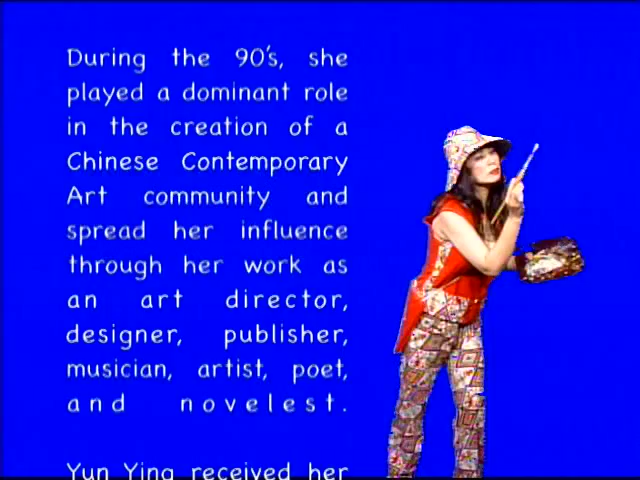 During the 90's, she
played a dominant role
in the creation of a
Chinese Contemporary
Art community and
spread her influence
through her work as
an art director,
designer, publisher,
musician, artist, poet,
and novelest.
Yun Ying received her